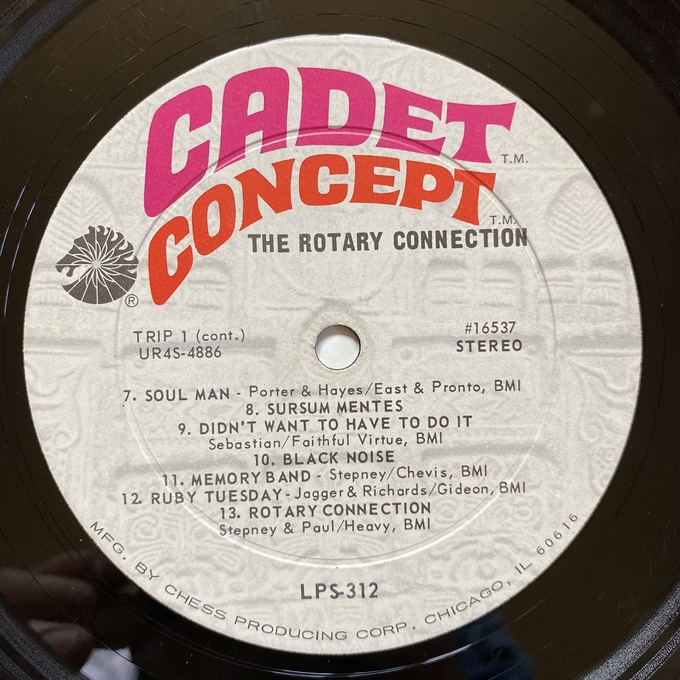 CADET
T.M.
CONCEPT
T.M.
THE ROTARY CONNECTION
®
TRIP 1 (cont.)
UR4S-4886
#16537
STEREO
7. SOUL MAN - Porter & Hayes/East & Pronto, BMI
8. SURSUM MENTES
9. DIDN'T WANT TO HAVE TO DO IT
Sebastian/Faithful Virtue, BMI
10. BLACK NOISE
11. MEMORY BAND - Stepney/Chevis, BMI
12. RUBY TUESDAY - Jagger & Richards/Gideon, BMI
13. ROTARY CONNECTION
Stepney & Paul/Heavy, BMI
LPS-312
MFG. BY CHESS PRODUCING CORP. CHICAGO, IL 60616